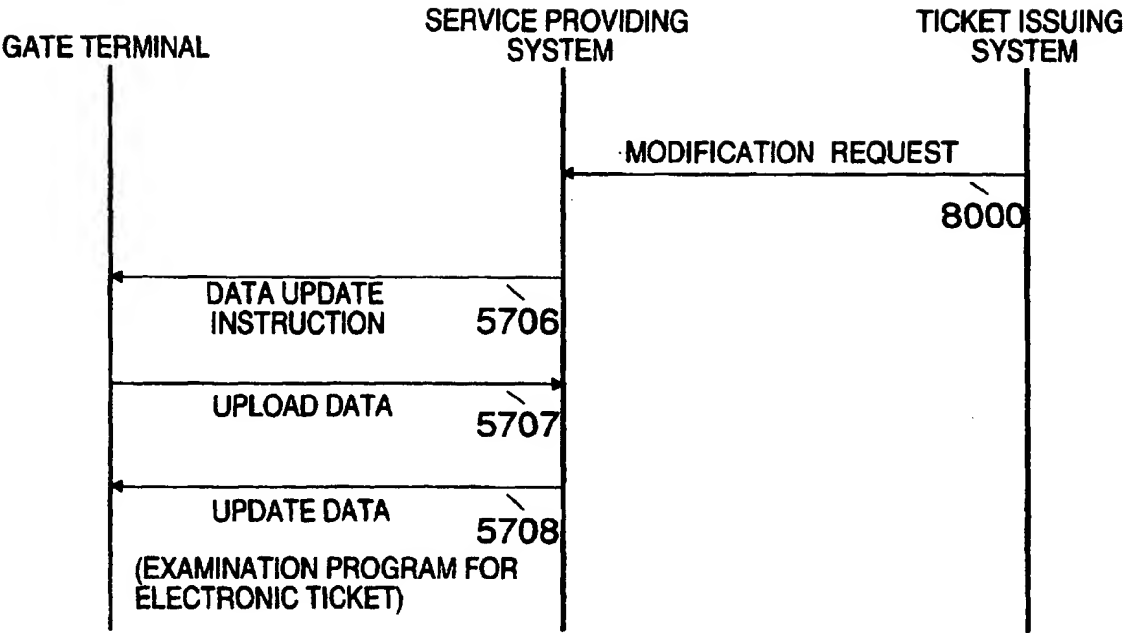 GATE TERMINAL
SERVICE PROVIDING
SYSTEM
TICKET ISSUING
SYSTEM
MODIFICATION REQUEST
8000
DATA UPDATE
INSTRUCTION
5706
UPLOAD DATA
5707
UPDATE DATA
5708
(EXAMINATION PROGRAM FOR
ELECTRONIC TICKET)